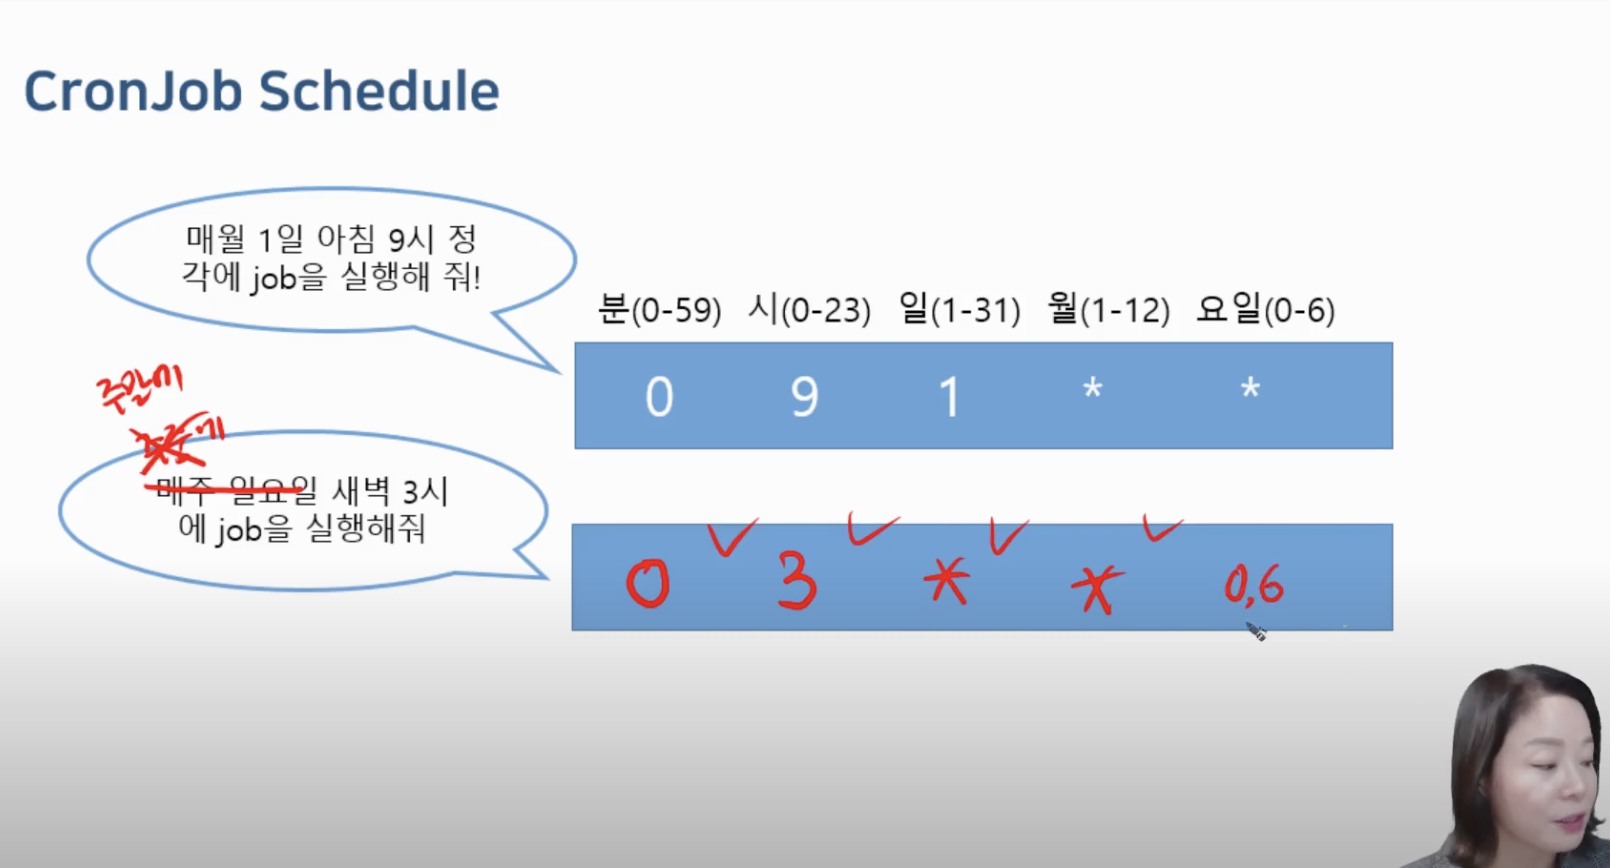 CronJob Schedule
매월 1일 아침 9시 정
각에 job을 실행해 줘!
분(0-59) 시(0-23) 일(1-31) 월(1-12) 요일(0-6)
0 9 1 * *
주말에
매주 일요일 새벽 3시
에 job을 실행해줘
0 3 * * 0,6